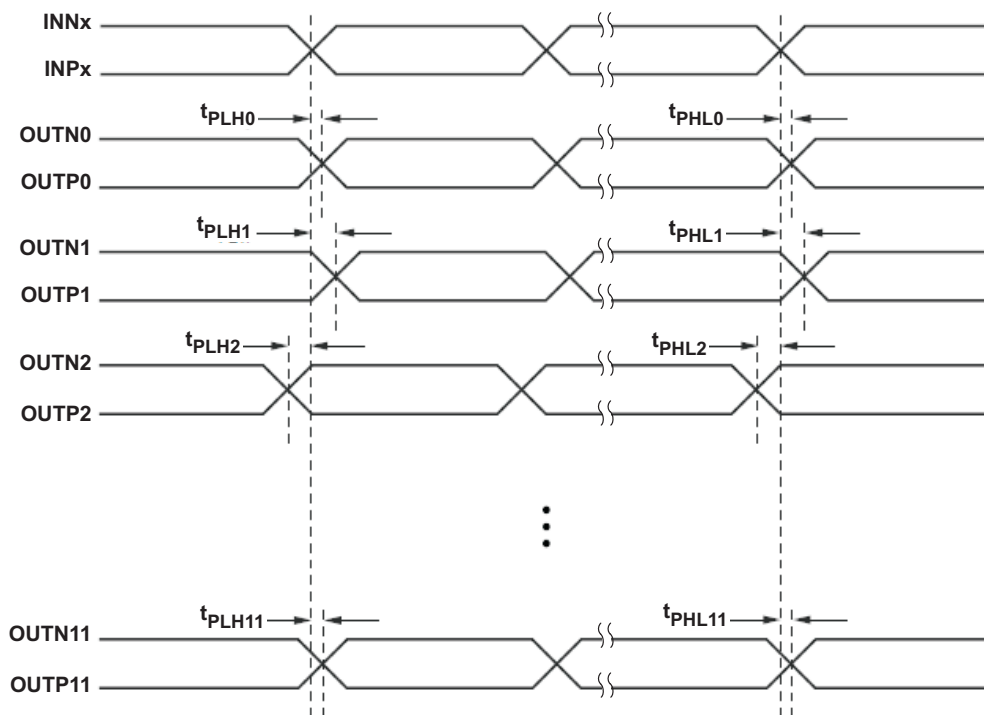 INNx
INPx
tPLH0
tPHL0
OUTN0
OUTP0
tPLH1
tPHL1
OUTN1
OUTP1
tPLH2
tPHL2
OUTN2
OUTP2
tPLH11
tPHL11
OUTN11
OUTP11